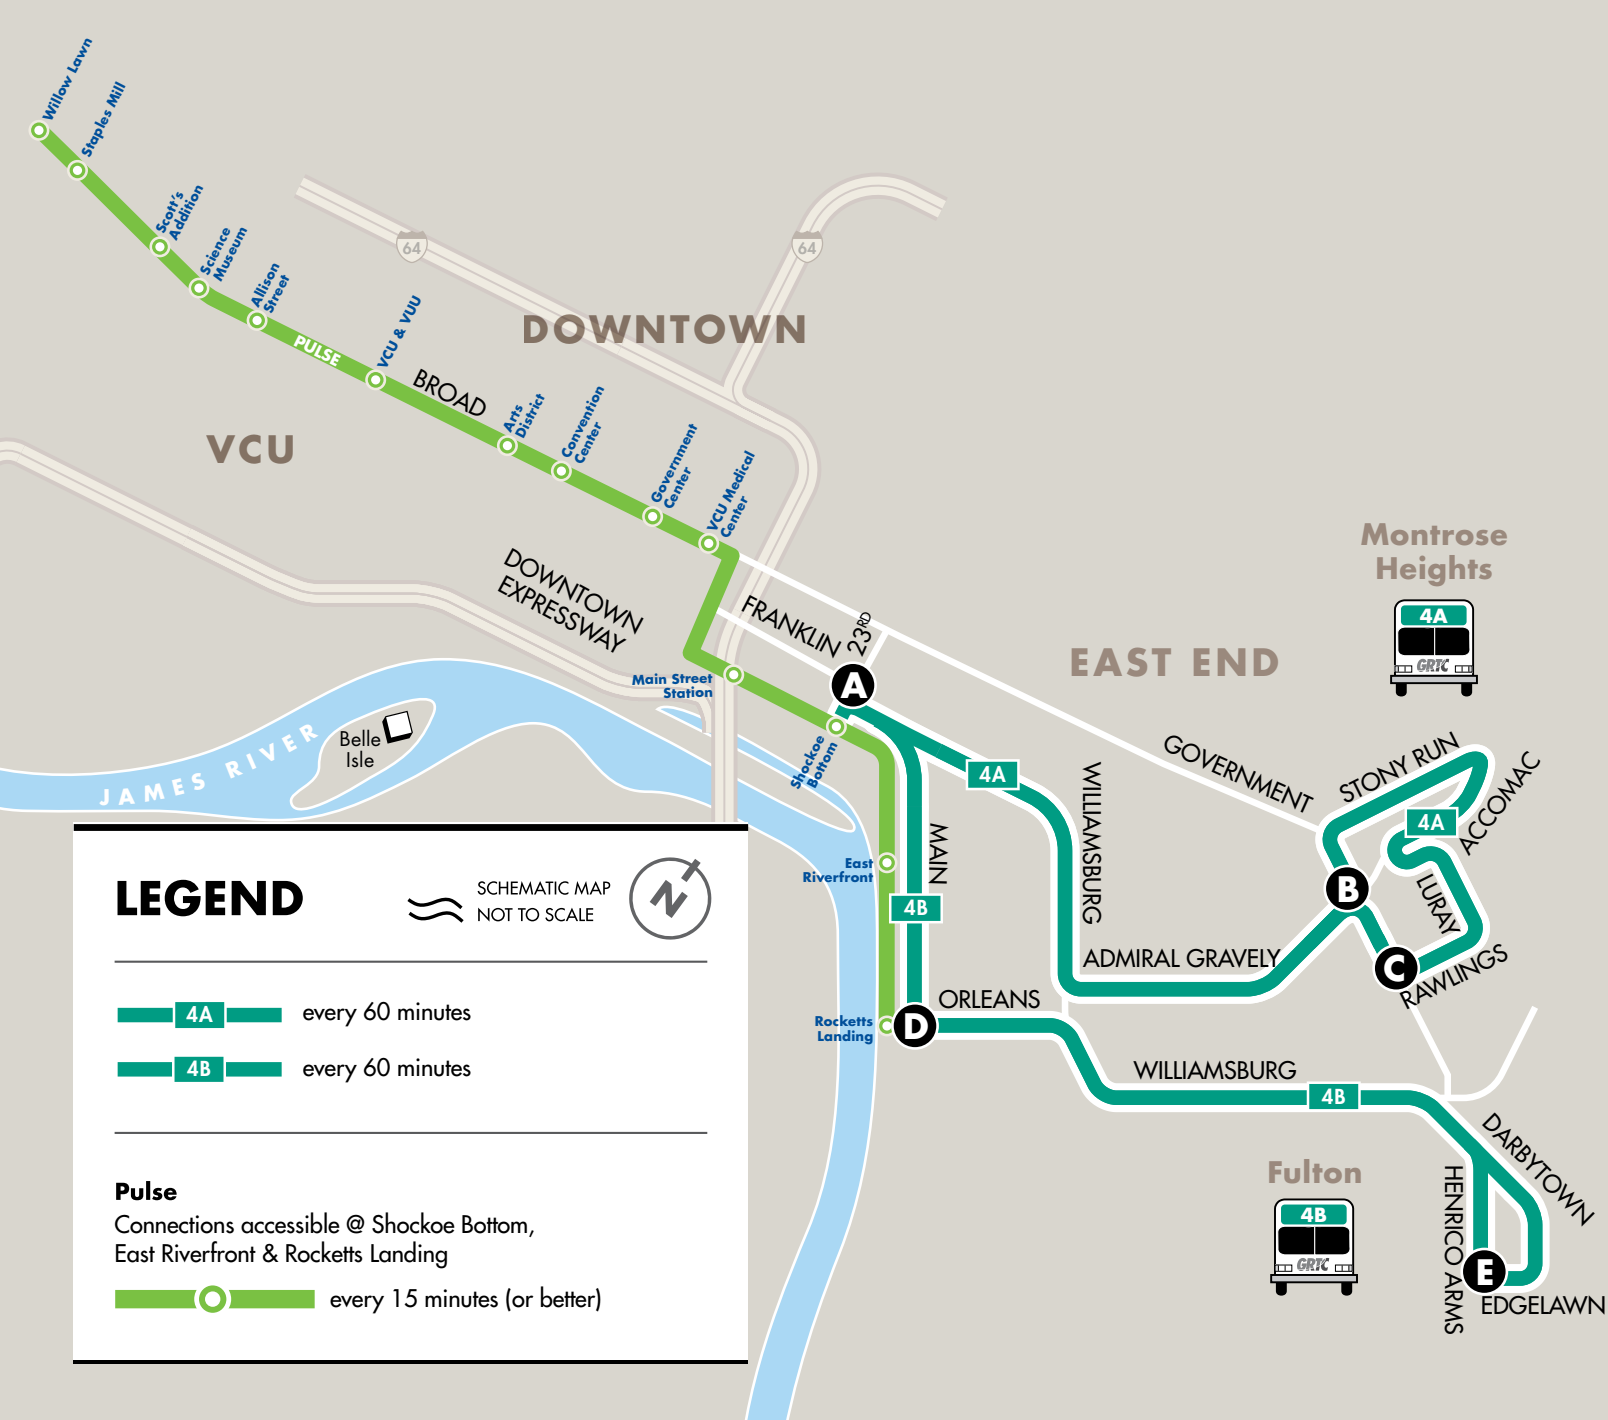 Willow Lawn
Staples Mill
Scott's
Addition
Science
Museum
Allison
Street
PULSE
VCU & VUU
BROAD
Arts
District
Convention
Center
Government
Center
VCU Medical
Center
64
64
DOWNTOWN
VCU
DOWNTOWN
EXPRESSWAY
FRANKLIN
23RD
EAST END
Montrose
Heights
4A
GRTC
Main Street
Station
A
Shockoe
Bottom
JAMES RIVER
Belle
Isle
4A
WILLIAMSBURG
GOVERNMENT
STONY RUN
ACCOMAC
4A
LURAY
B
C
RAWLINGS
MAIN
East
Riverfront
4B
ADMIRAL GRAVELY
ORLEANS
Rocketts
Landing
D
WILLIAMSBURG
4B
DARBYTOWN
HENRICO ARMS
E
EDGELAWN
Fulton
4B
GRTC
LEGEND
SCHEMATIC MAP
NOT TO SCALE
N
4A every 60 minutes
4B every 60 minutes
Pulse
Connections accessible @ Shockoe Bottom,
East Riverfront & Rocketts Landing
every 15 minutes (or better)